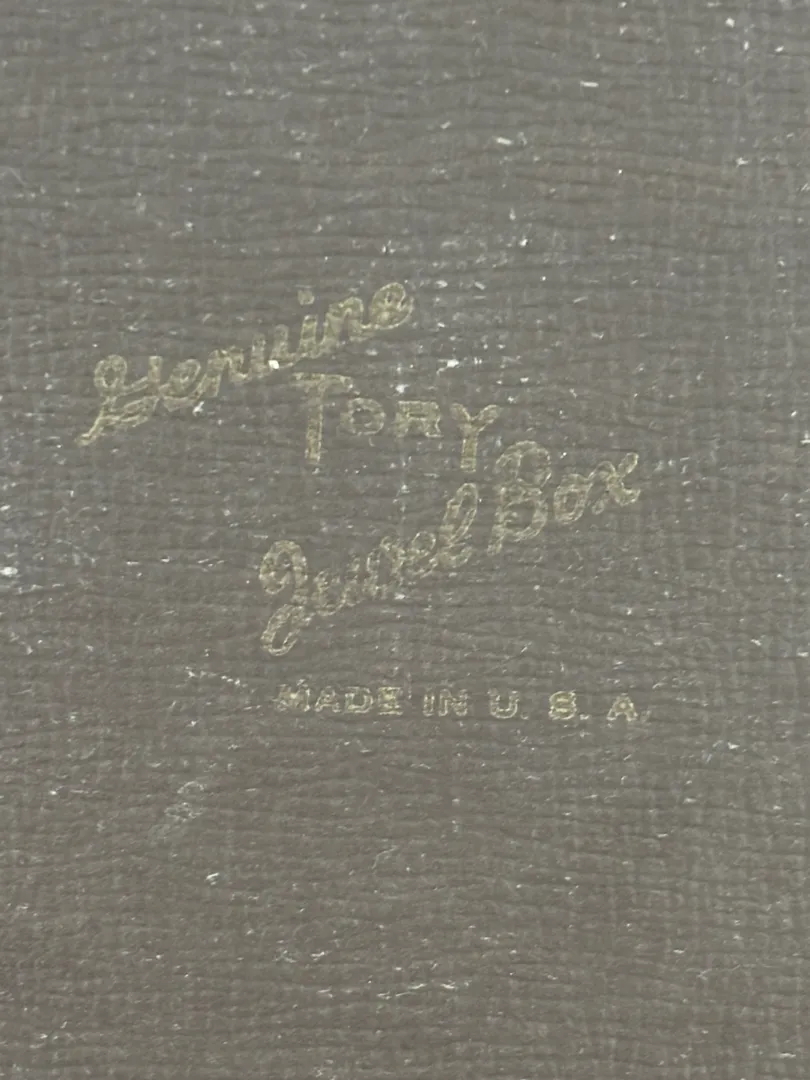 Genuine
TORY
Jewel Box
MADE IN U. S. A.